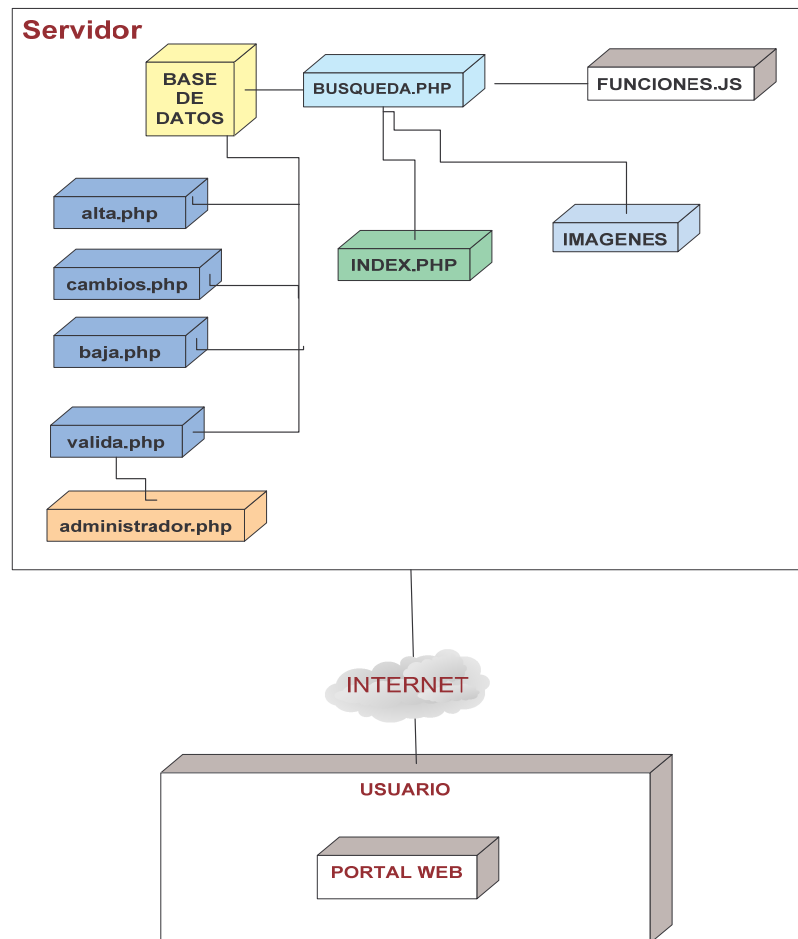 Servidor
BASE
DE
DATOS
BUSQUEDA.PHP
FUNCIONES.JS
alta.php
IMAGENES
INDEX.PHP
cambios.php
baja.php
valida.php
administrador.php
INTERNET
USUARIO
PORTAL WEB